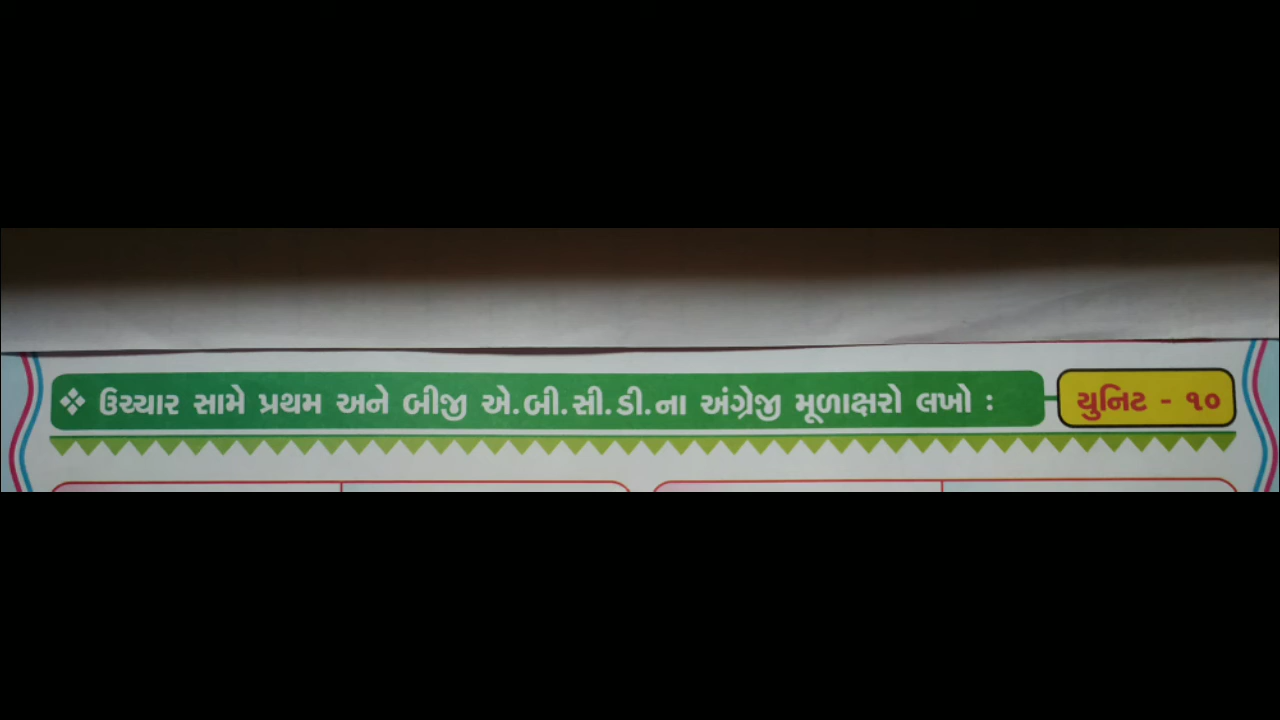 ❖ ઉચ્ચાર સામે પ્રથમ અને બીજી એ.બી.સી.ડી.ના અંગ્રેજી મૂળાક્ષરો લખો : યુનિટ - ૧૦